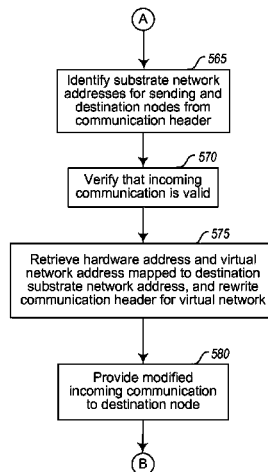 A
565
Identify substrate network
addresses for sending and
destination nodes from
communication header
570
Verify that incoming
communication is valid
575
Retrieve hardware address and virtual
network address mapped to destination
substrate network address, and rewrite
communication header for virtual network
580
Provide modified
incoming communication
to destination node
B